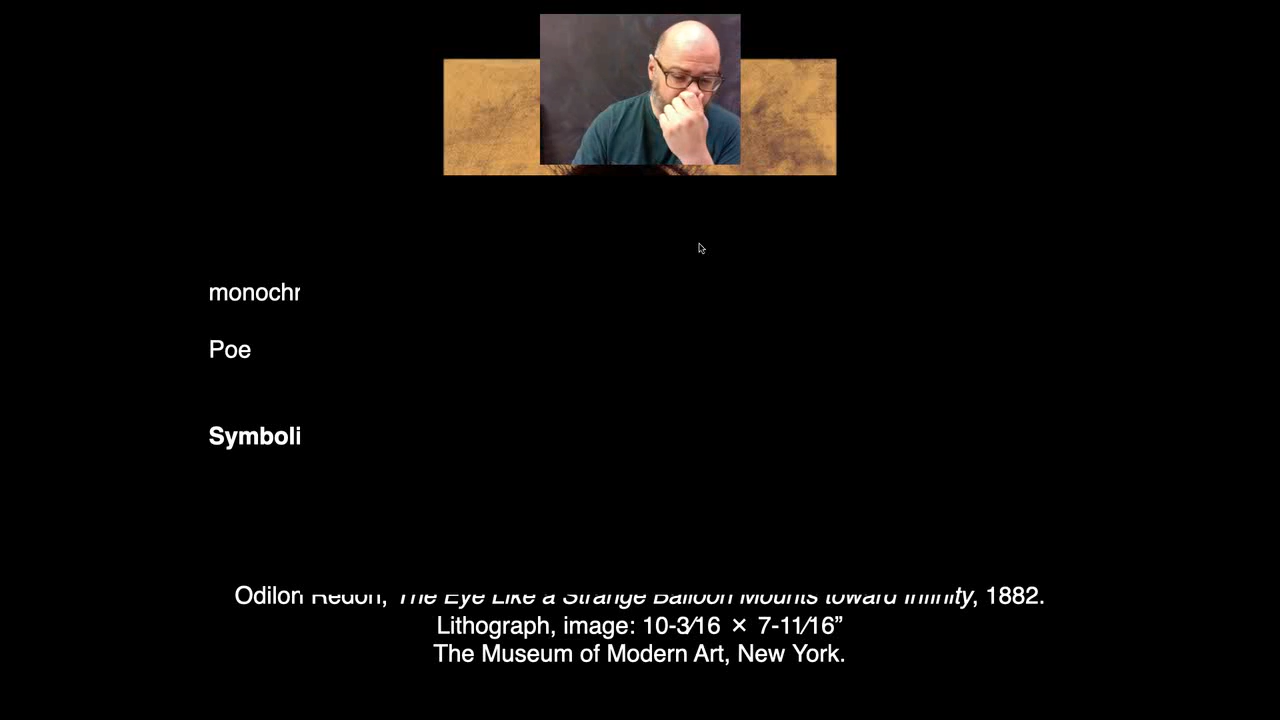 monochr
Poe
Symboli
Odilon Redon, The Eye Like a Strange Balloon Mounts toward Infinity, 1882.
Lithograph, image: 10-3⁄16 × 7-11⁄16”
The Museum of Modern Art, New York.